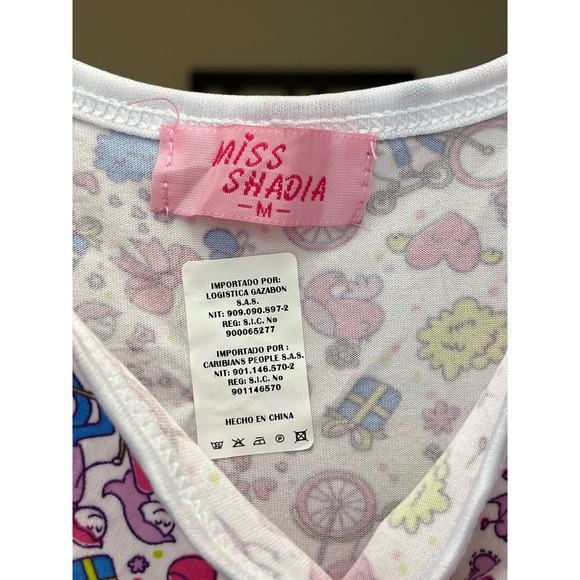 MISS
SHADIA
- M -
IMPORTADO POR:
LOGISTICA GAZABON
S.A.S.
NIT: 909.090.897-2
REG: S.I.C. No
900065277
IMPORTADO POR :
CARIBIANS PEOPLE S.A.S.
NIT: 901.146.570-2
REG: S.I.C No
901146570
HECHO EN CHINA